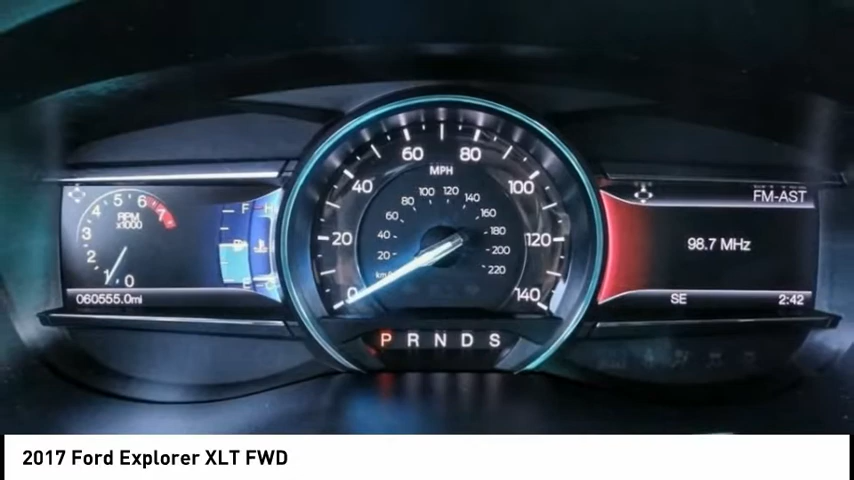 5
4
6
3
7
2
1
0
RPM
x1000
F
H
E
C
060555.0mi
MPH
0
20
40
60
80
100
120
140
20
40
60
80
100
120
140
160
180
200
220
P R N D S
FM-AST
98.7 MHz
SE
2:42
2017 Ford Explorer XLT FWD